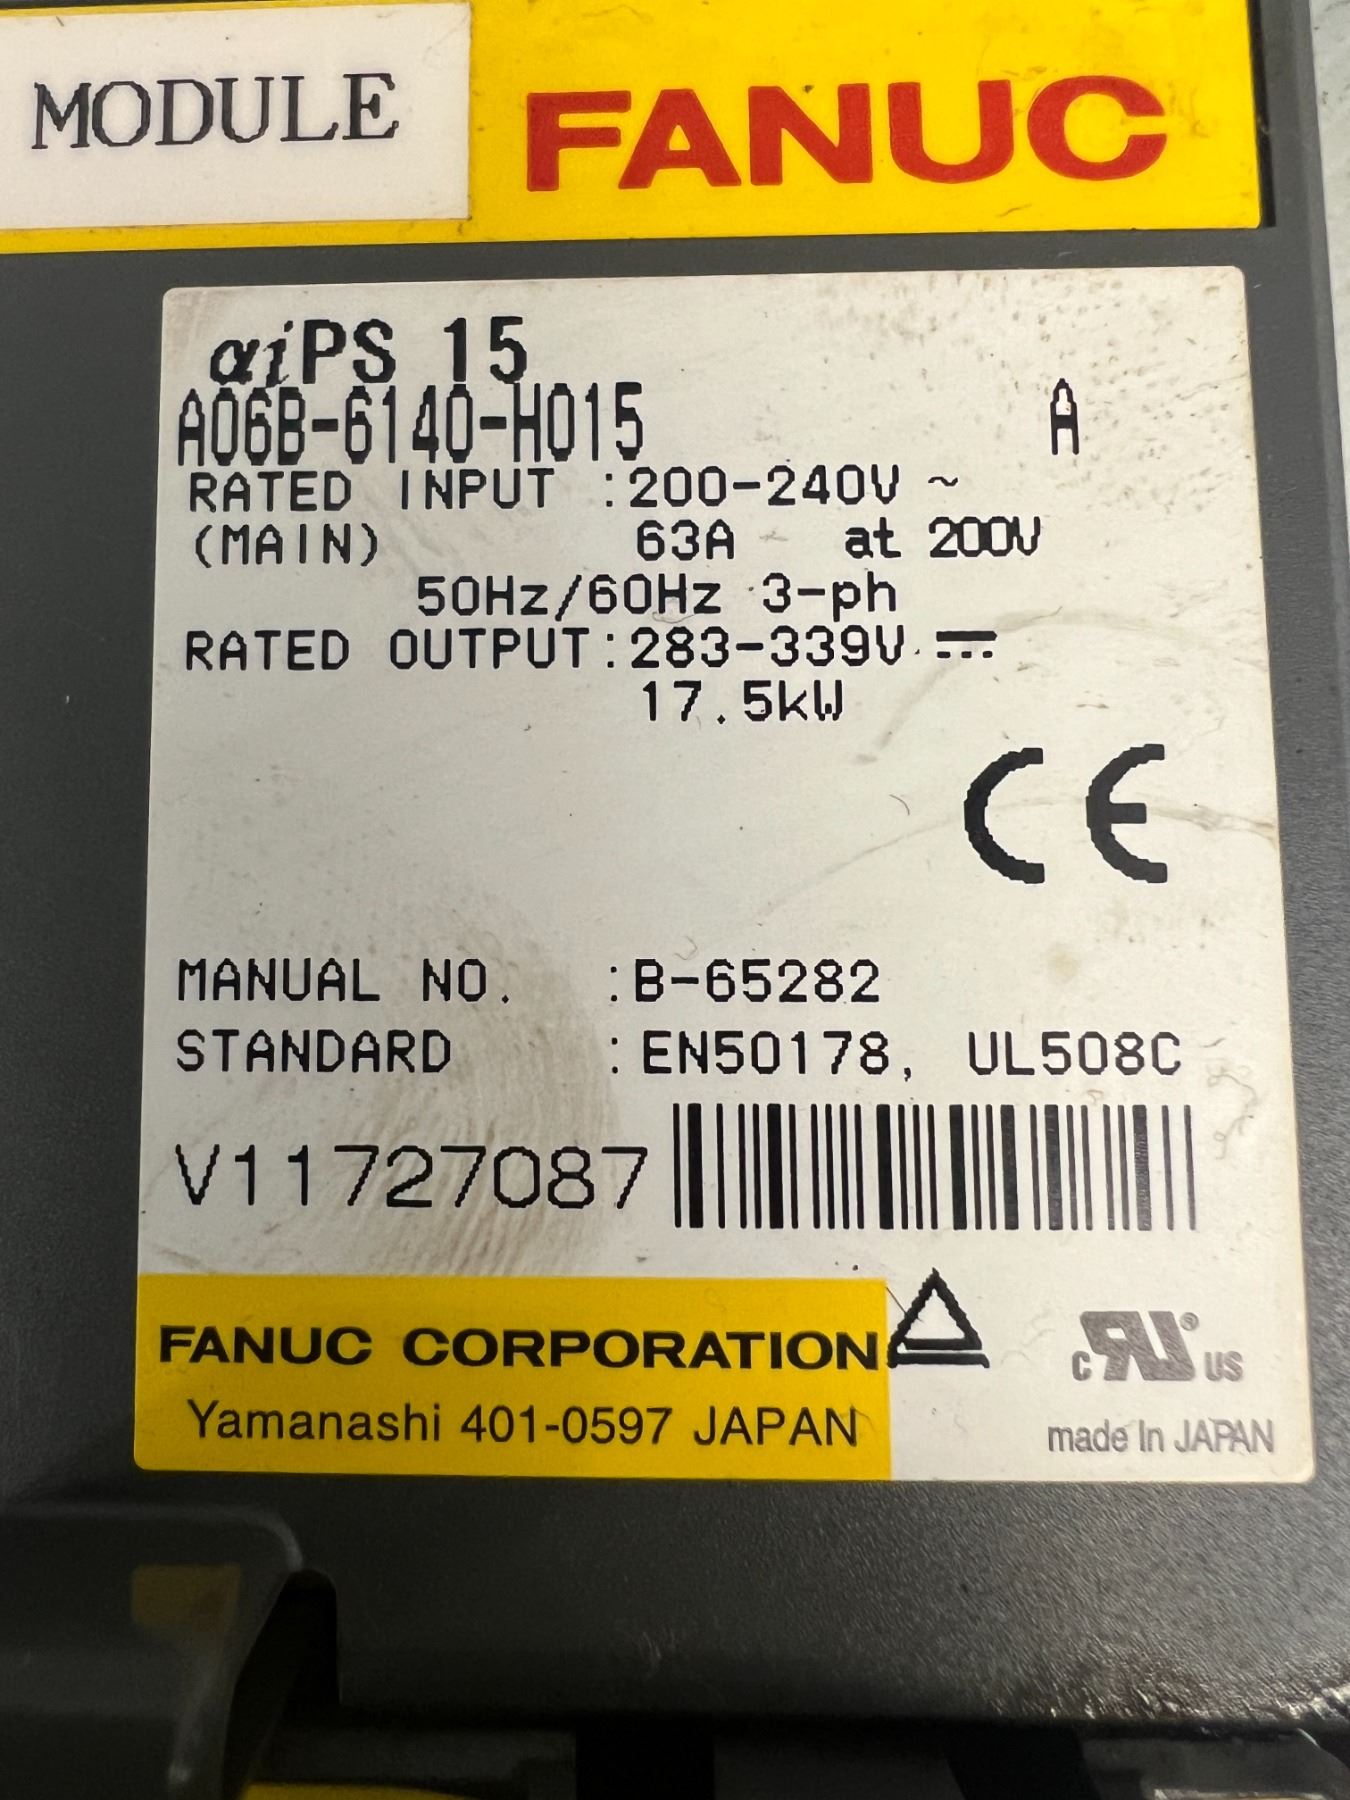 MODULE FANUC
αiPS 15
A06B-6140-H015 A
RATED INPUT :200-240V ~
(MAIN) 63A at 200V
50Hz/60Hz 3-ph
RATED OUTPUT:283-339V ⎓
17.5kW
CE
MANUAL NO. :B-65282
STANDARD :EN50178, UL508C
V11727087
FANUC CORPORATION
Yamanashi 401-0597 JAPAN
c RU ® US
made In JAPAN